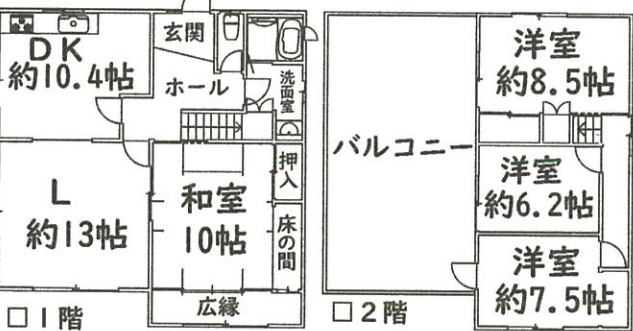 DK
約10.4帖
玄関
ホール
洗面室
L
約13帖
和室
10帖
押入
床の間
広縁
□1階
バルコニー
洋室
約8.5帖
洋室
約6.2帖
洋室
約7.5帖
□2階